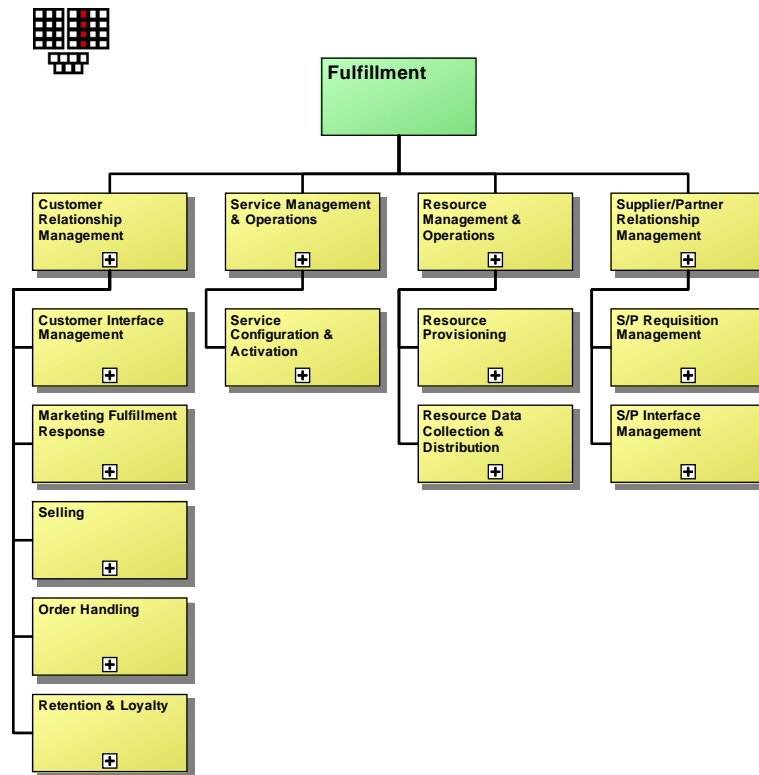 Fulfillment
Customer
Relationship
Management
Service Management
& Operations
Resource
Management &
Operations
Supplier/Partner
Relationship
Management
Customer Interface
Management
Service
Configuration &
Activation
Resource
Provisioning
S/P Requisition
Management
Marketing Fulfillment
Response
Resource Data
Collection &
Distribution
S/P Interface
Management
Selling
Order Handling
Retention & Loyalty